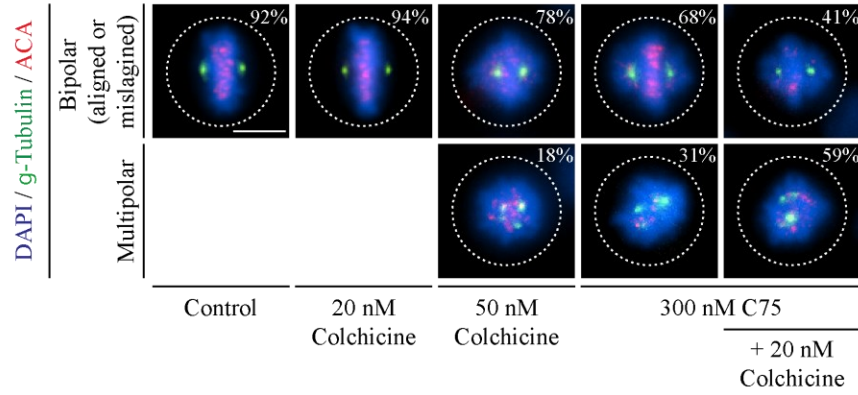 DAPI / g-Tubulin / ACA
Bipolar
(aligned or
mislagined)
92%
94%
78%
68%
41%
Multipolar
18%
31%
59%
Control
20 nM
Colchicine
50 nM
Colchicine
300 nM C75
+ 20 nM
Colchicine